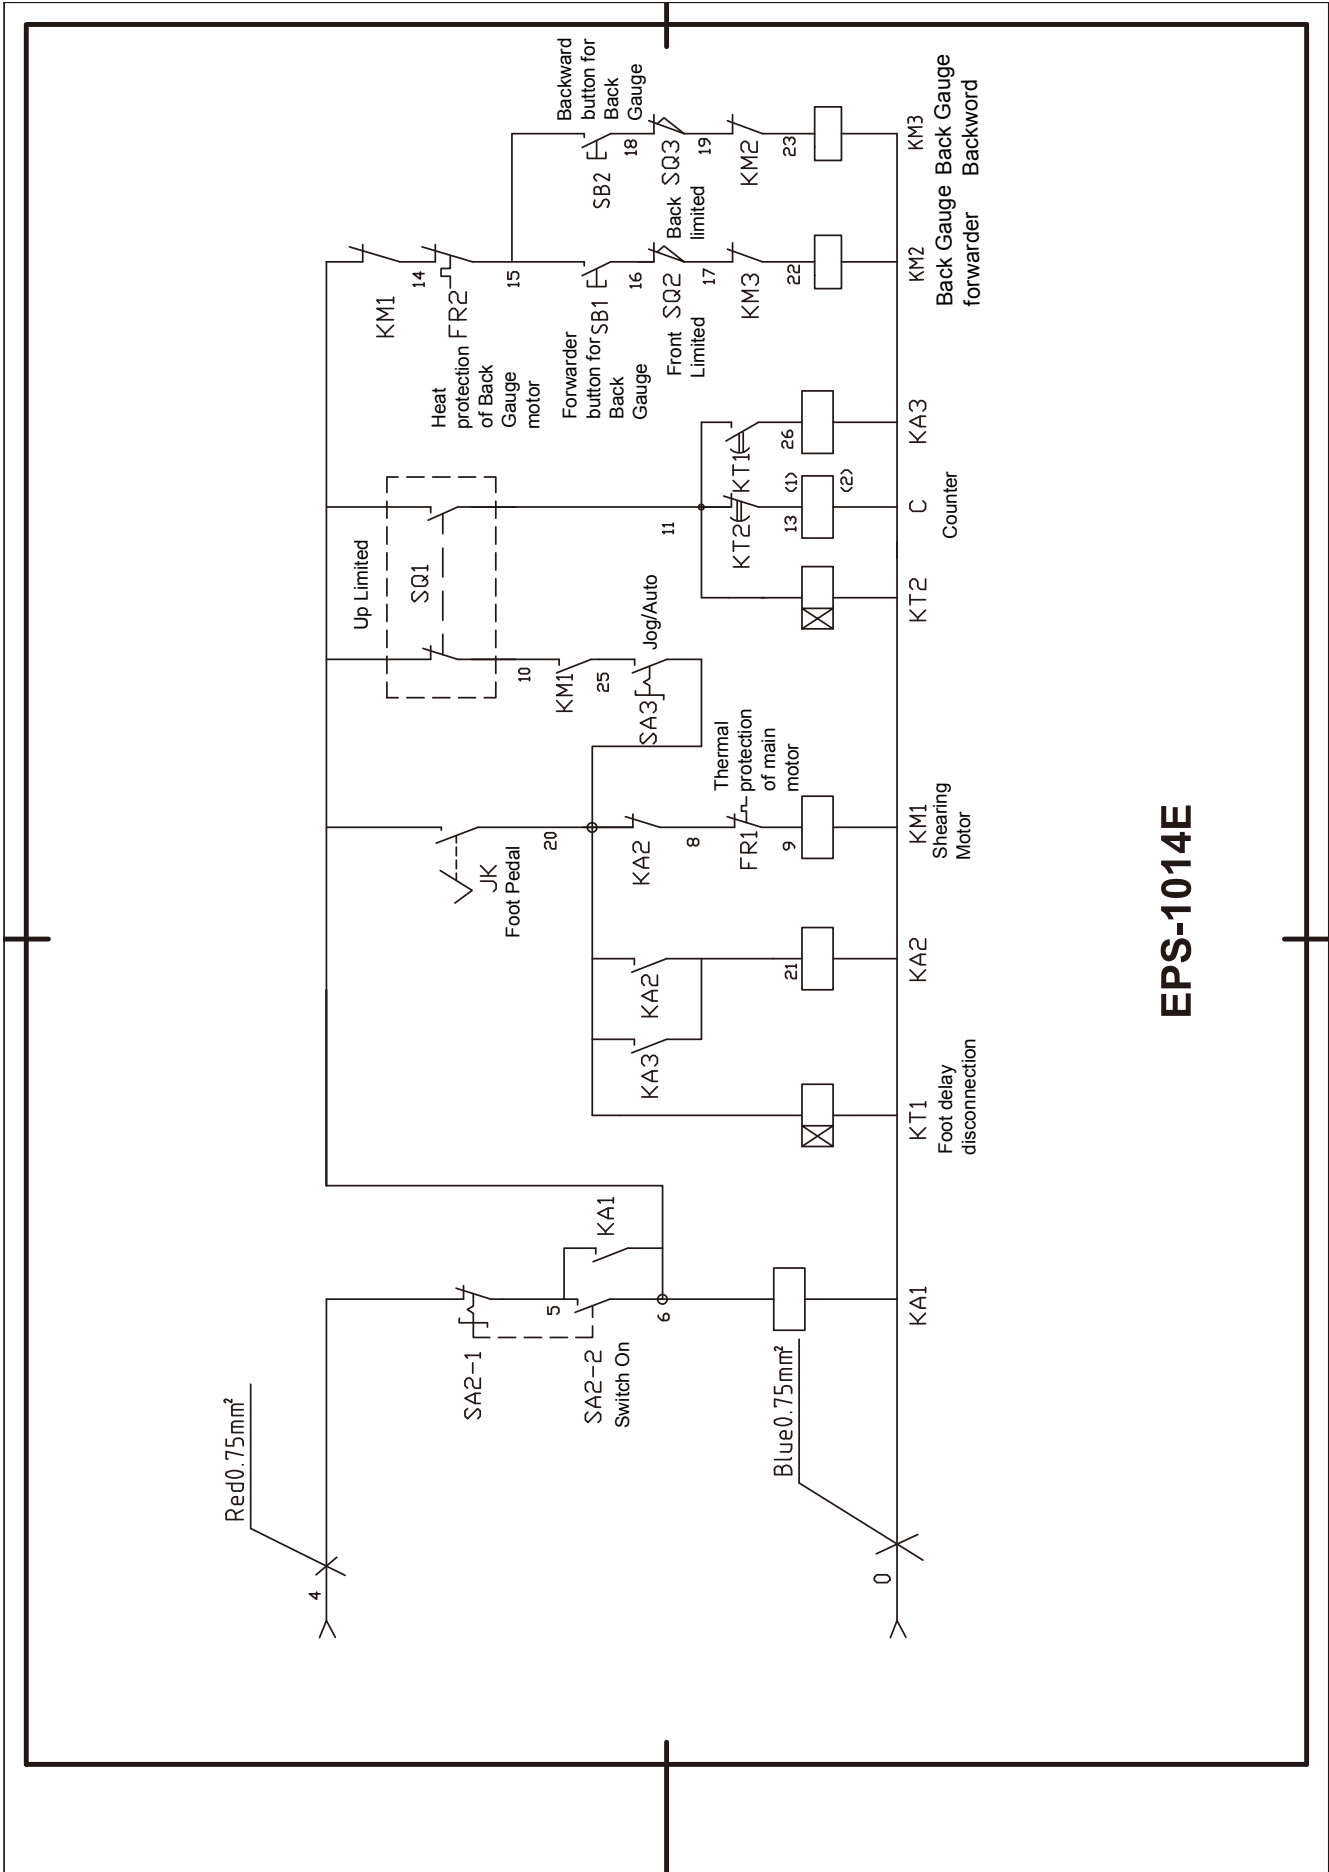 Red0.75mm²
4
SA2-1
5
SA2-2
Switch On
KA1
6
Blue0.75mm²
0
KA1
JK
Foot Pedal
20
KA3
KA2
KA2
8
Thermal
protection
of main
motor
FR1
21
9
KT1
Foot delay
disconnection
KA2
KM1
Shearing
Motor
Up Limited
SQ1
10
KM1
25
SA3
Jog/Auto
11
KT2
KT1
13
(1)
(2)
26
KT2
C
Counter
KA3
KM1
14
FR2
Heat
protection
of Back
Gauge
motor
15
Forwarder
button for
Back
Gauge
SB1
16
Front
Limited
SQ2
17
KM3
22
Backward
button for
Back
Gauge
SB2
18
Back
limited
SQ3
19
KM2
23
KM2
Back Gauge
forwarder
KM3
Back Gauge
Backword
EPS-1014E